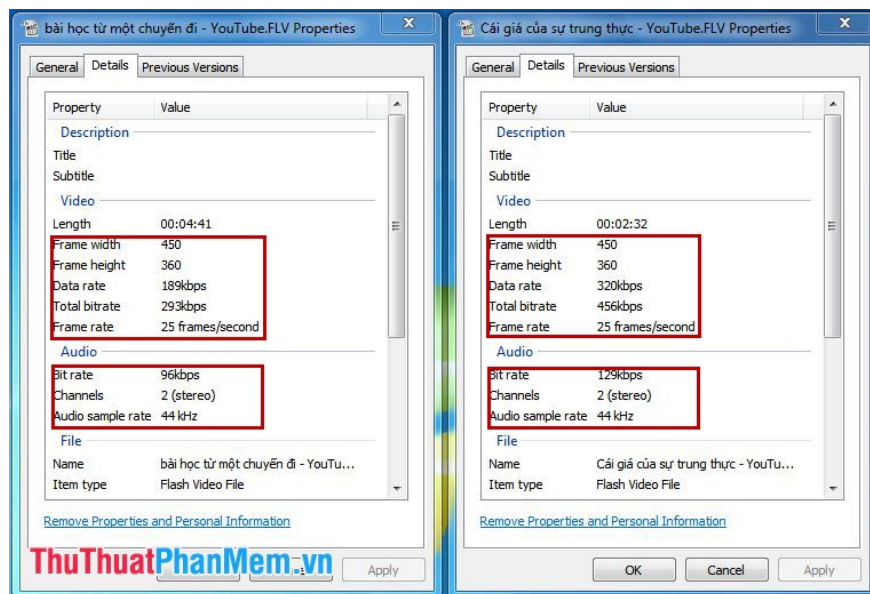 bài học từ một chuyến đi - YouTube.FLV Properties
General Details Previous Versions
Property Value
Description
Title
Subtitle
Video
Length 00:04:41
Frame width 450
Frame height 360
Data rate 189kbps
Total bitrate 293kbps
Frame rate 25 frames/second
Audio
Bit rate 96kbps
Channels 2 (stereo)
Audio sample rate 44 kHz
File
Name bài học từ một chuyến đi - YouTu...
Item type Flash Video File
Remove Properties and Personal Information
ThuThuatPhanMem.vn
Apply
Cái giá của sự trung thực - YouTube.FLV Properties
General Details Previous Versions
Property Value
Description
Title
Subtitle
Video
Length 00:02:32
Frame width 450
Frame height 360
Data rate 320kbps
Total bitrate 456kbps
Frame rate 25 frames/second
Audio
Bit rate 129kbps
Channels 2 (stereo)
Audio sample rate 44 kHz
File
Name Cái giá của sự trung thực - YouTu...
Item type Flash Video File
Remove Properties and Personal Information
OK Cancel Apply